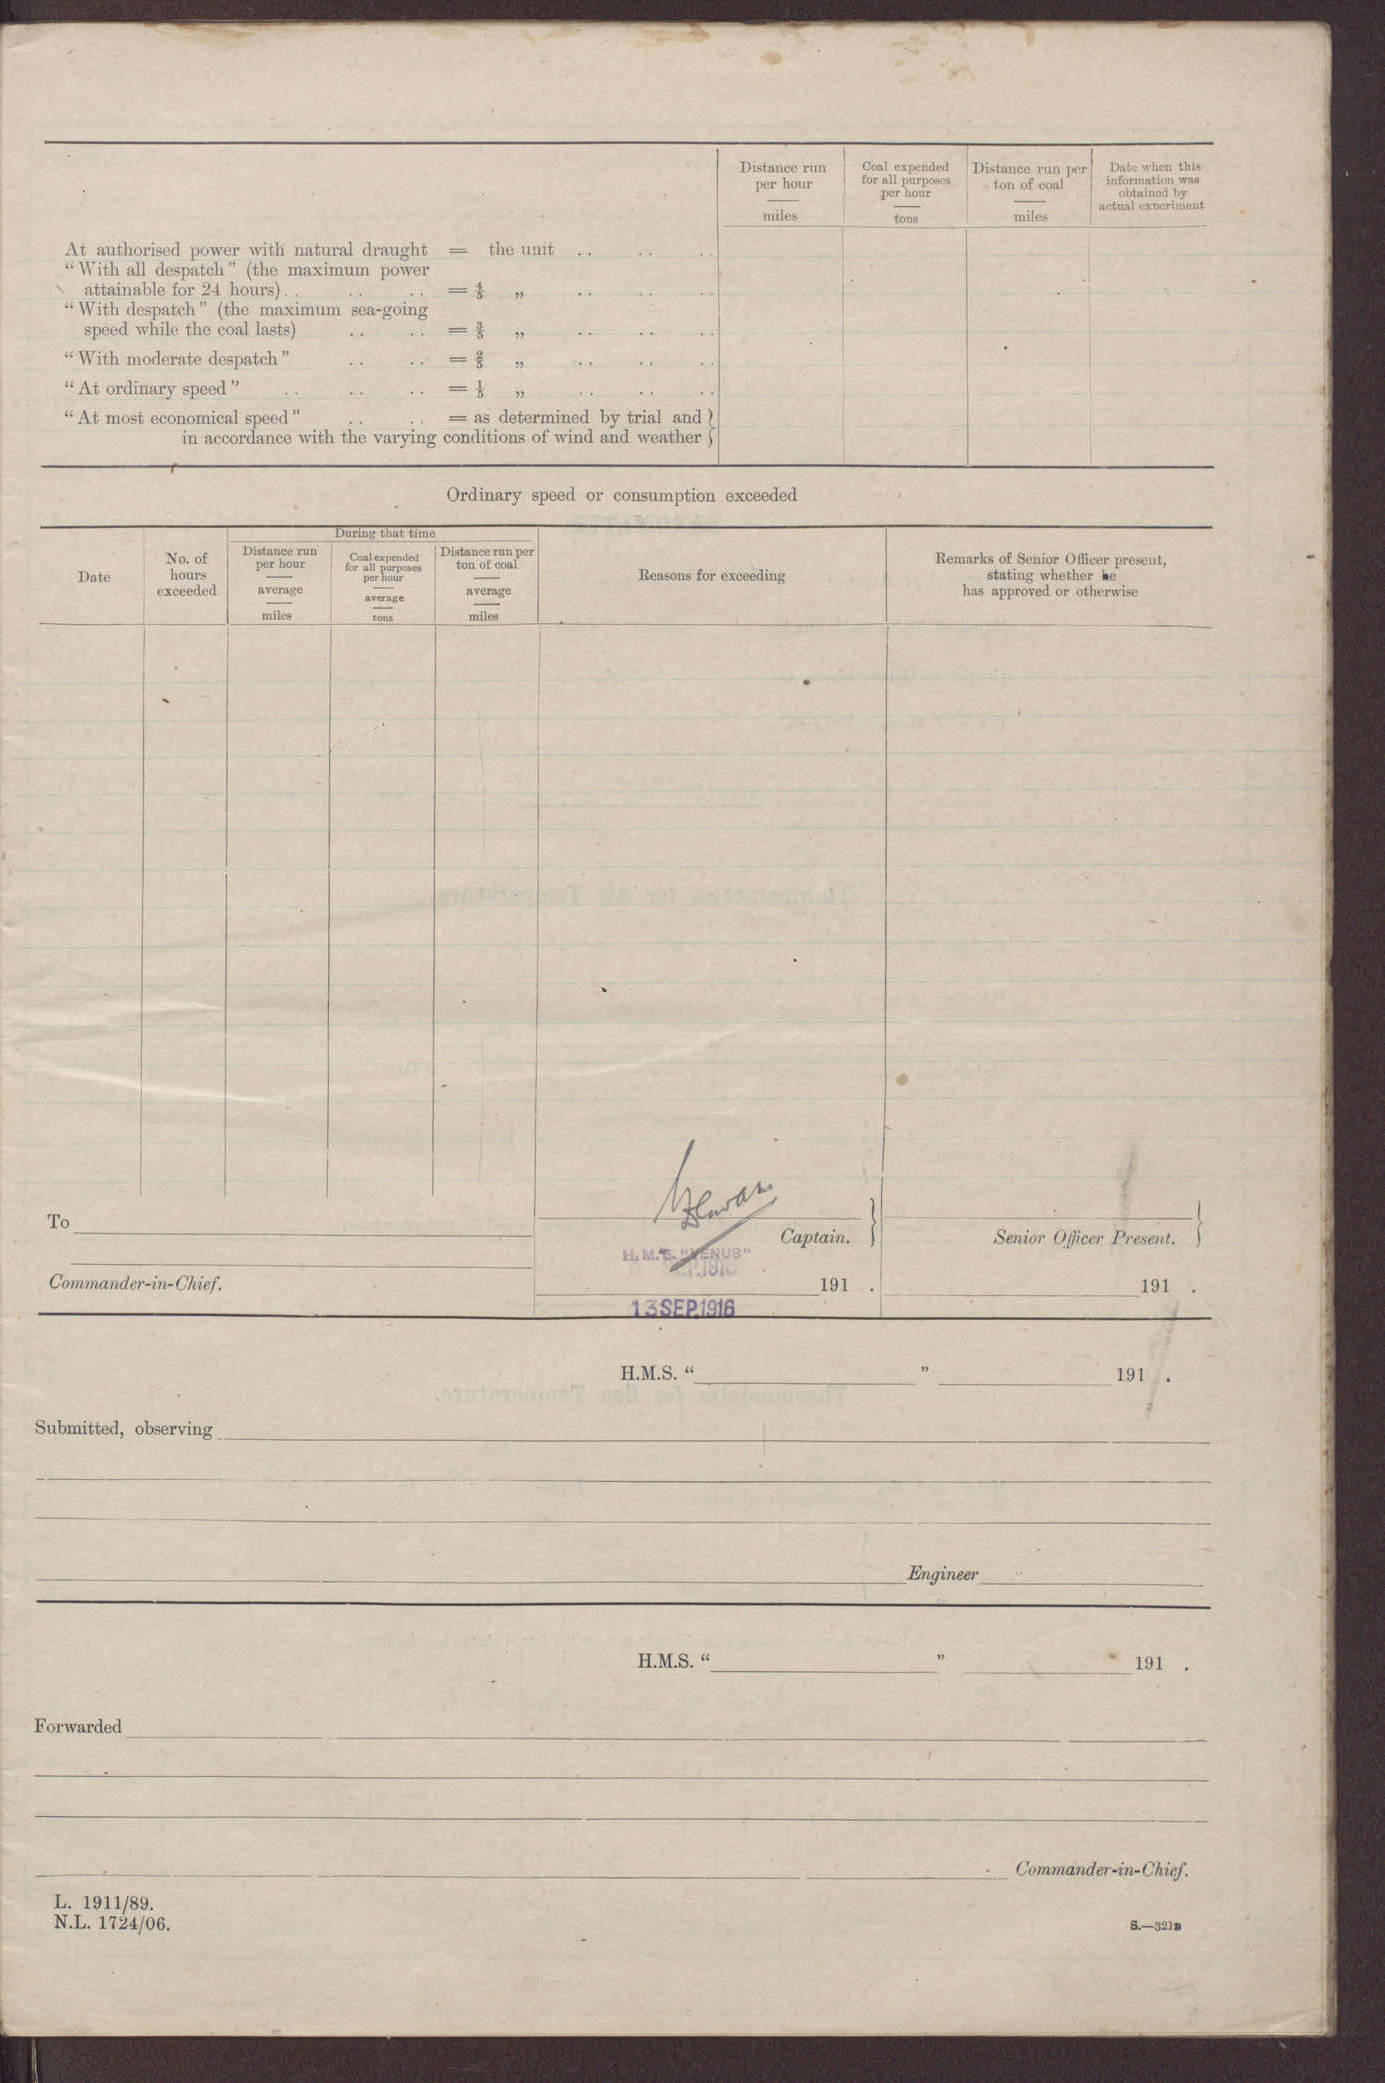 Distance run per hour
miles
Coal expended for all purposes per hour
tons
Distance run per ton of coal
miles
Date when this information was obtained by actual experiment
At authorised power with natural draught = the unit .. .. ..
“With all despatch” (the maximum power
attainable for 24 hours) .. .. .. = 4/5 „ .. .. ..
“With despatch” (the maximum sea-going
speed while the coal lasts) .. .. = 3/5 „ .. .. ..
“With moderate despatch” .. .. = 2/5 „ .. .. ..
“At ordinary speed” .. .. .. = 1/5 „ .. .. ..
“At most economical speed” .. .. = as determined by trial and }
in accordance with the varying conditions of wind and weather }
Ordinary speed or consumption exceeded
Date
No. of hours exceeded
During that time
Distance run per hour
average
miles
Coal expended for all purposes per hour
average
tons
Distance run per ton of coal
average
miles
Reasons for exceeding
Remarks of Senior Officer present,
stating whether he
has approved or otherwise
To
Captain. }
Senior Officer Present. }
H.M.S. "VENUS"
SEP.1916
Commander-in-Chief.
191 .
191 .
13 SEP.1916
H.M.S. “ ” 191 .
Submitted, observing
Engineer
H.M.S. “ ” 191 .
Forwarded
Commander-in-Chief.
L. 1911/89.
N.L. 1724/06.
S.—321B